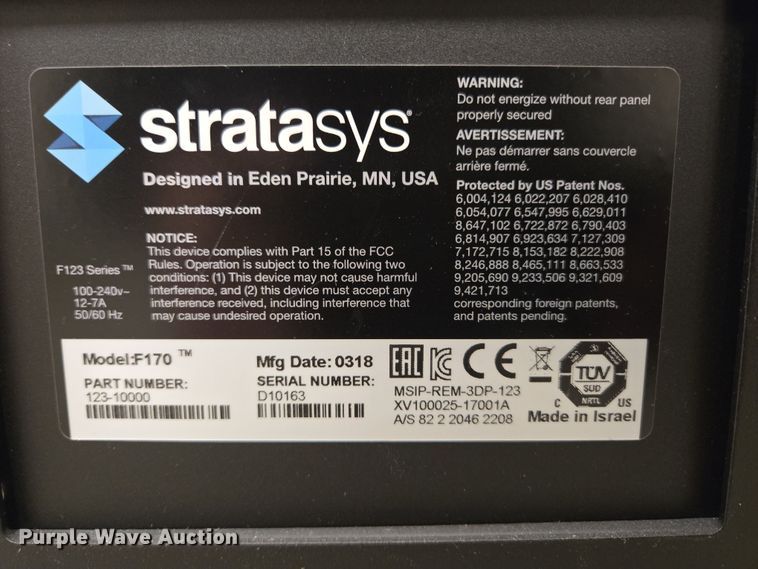 stratasys
Designed in Eden Prairie, MN, USA
www.stratasys.com
F123 Series™
100-240v~
12-7A
50/60 Hz
NOTICE:
This device complies with Part 15 of the FCC
Rules. Operation is subject to the following two
conditions: (1) This device may not cause harmful
interference, and (2) this device must accept any
interference received, including interference that
may cause undesired operation.
WARNING:
Do not energize without rear panel
properly secured
AVERTISSEMENT:
Ne pas démarrer sans couvercle
arrière fermé.
Protected by US Patent Nos.
6,004,124 6,022,207 6,028,410
6,054,077 6,547,995 6,629,011
8,647,102 6,722,872 6,790,403
6,814,907 6,923,634 7,127,309
7,172,715 8,153,182 8,222,908
8,246,888 8,465,111 8,663,533
9,205,690 9,233,506 9,321,609
9,421,713
corresponding foreign patents,
and patents pending.
Model:F170 ™
PART NUMBER:
123-10000
Mfg Date: 0318
SERIAL NUMBER:
D10163
EAC CE
MSIP-REM-3DP-123
XV100025-17001A
A/S 82 2 2046 2208
TÜV
SUD
NRTL
C US
Made in Israel
Purple Wave Auction